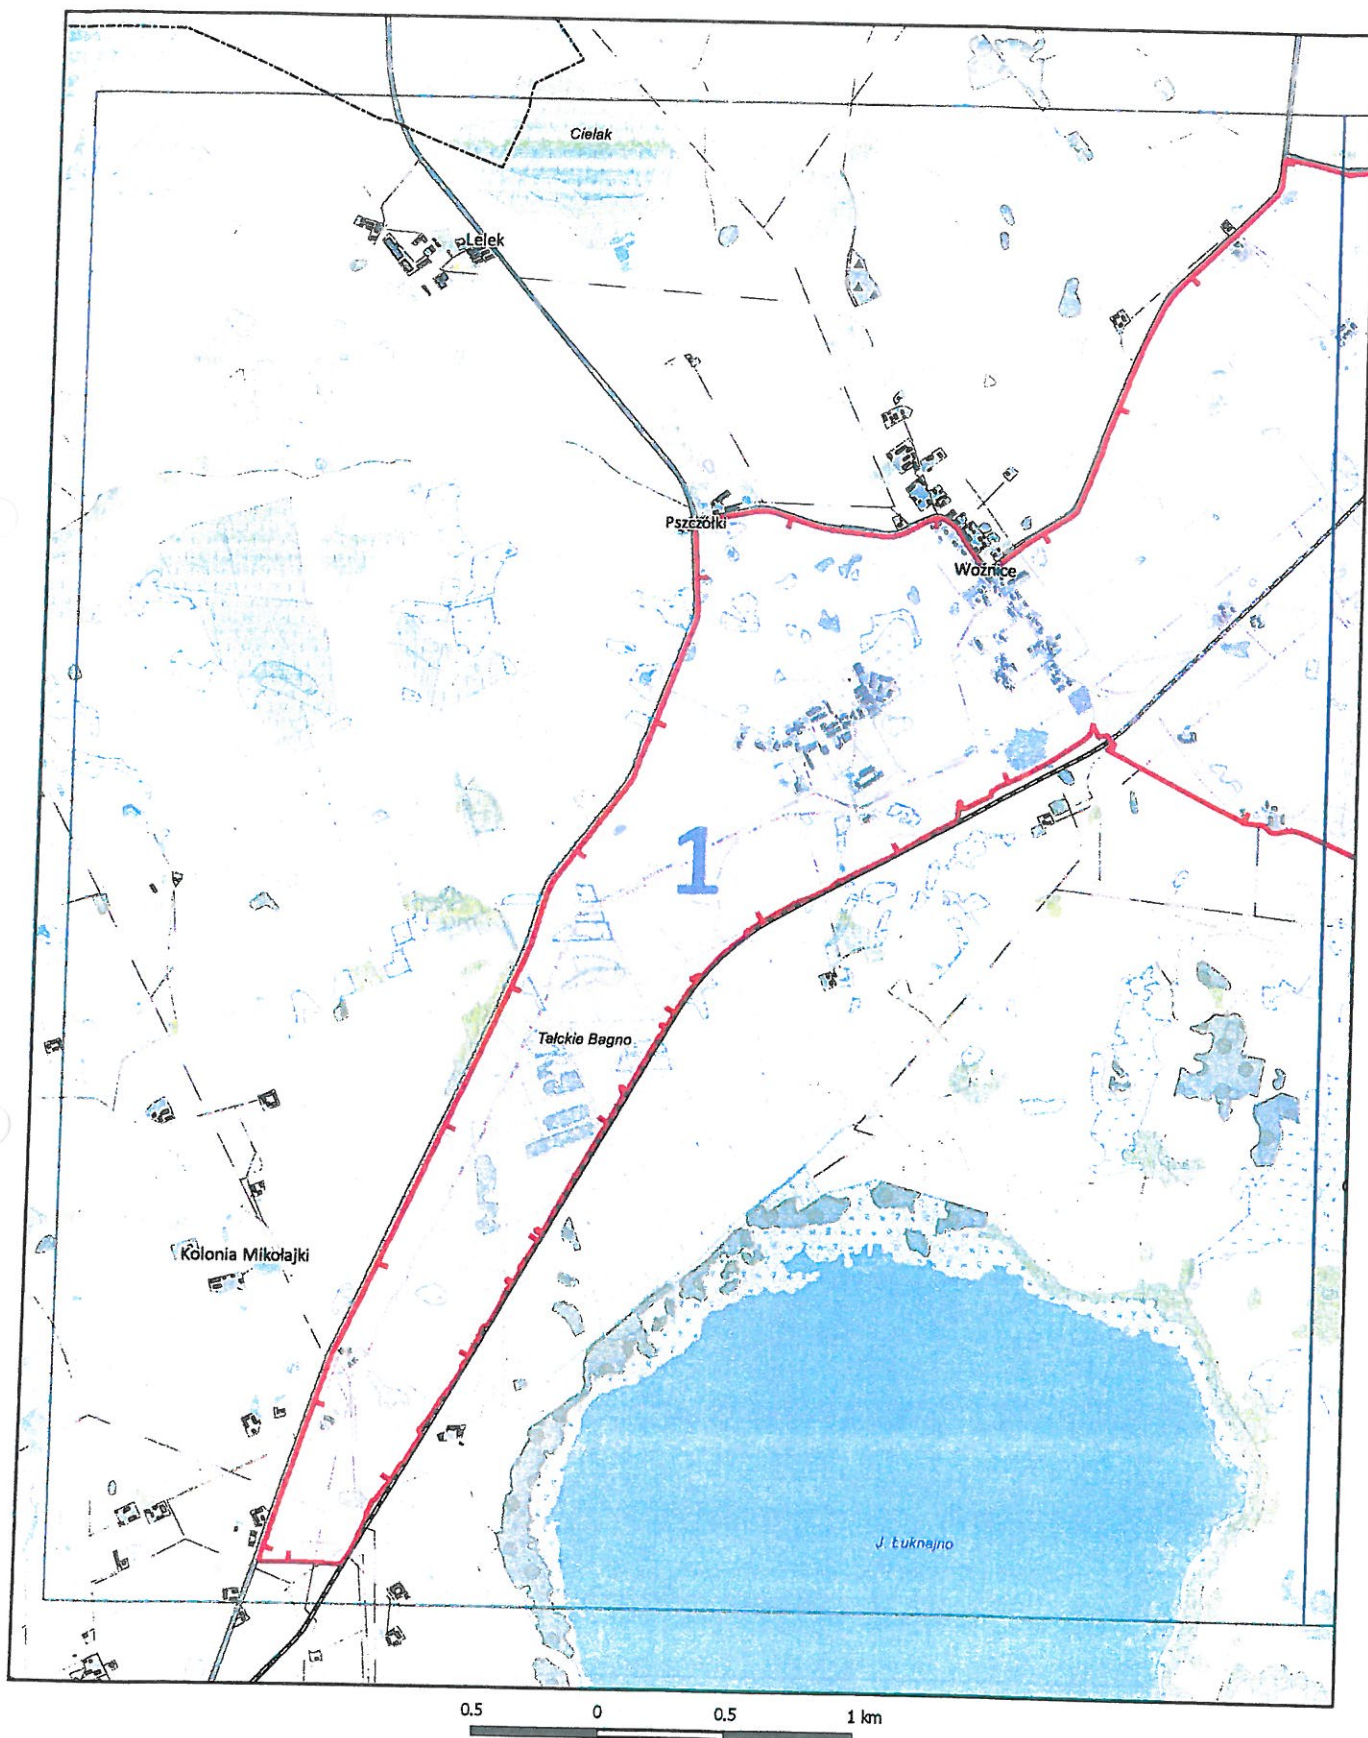 Cielak
Lelek
Pszczółki
Woźnice
1
Tałckie Bagno
Kolonia Mikołajki
J. Łuknajno
0.5 0 0.5 1 km